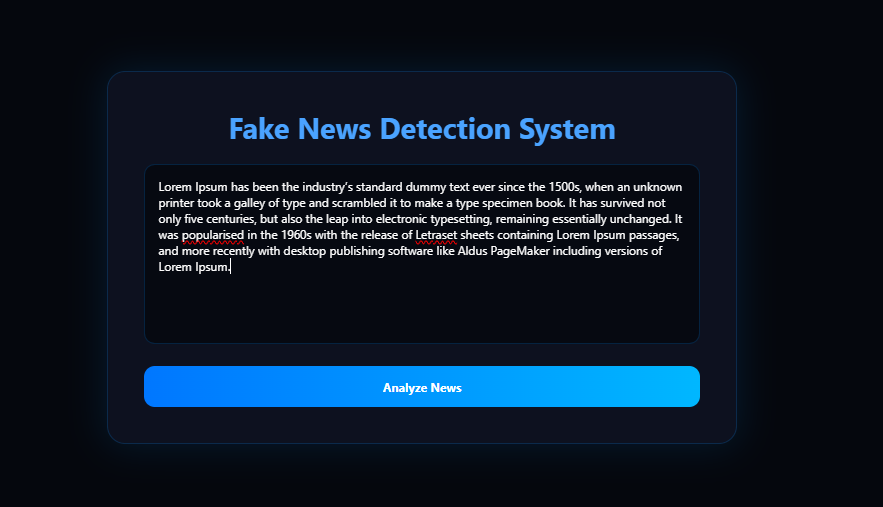 Fake News Detection System
Lorem Ipsum has been the industry's standard dummy text ever since the 1500s, when an unknown
printer took a galley of type and scrambled it to make a type specimen book. It has survived not
only five centuries, but also the leap into electronic typesetting, remaining essentially unchanged. It
was popularised in the 1960s with the release of Letraset sheets containing Lorem Ipsum passages,
and more recently with desktop publishing software like Aldus PageMaker including versions of
Lorem Ipsum.
Analyze News